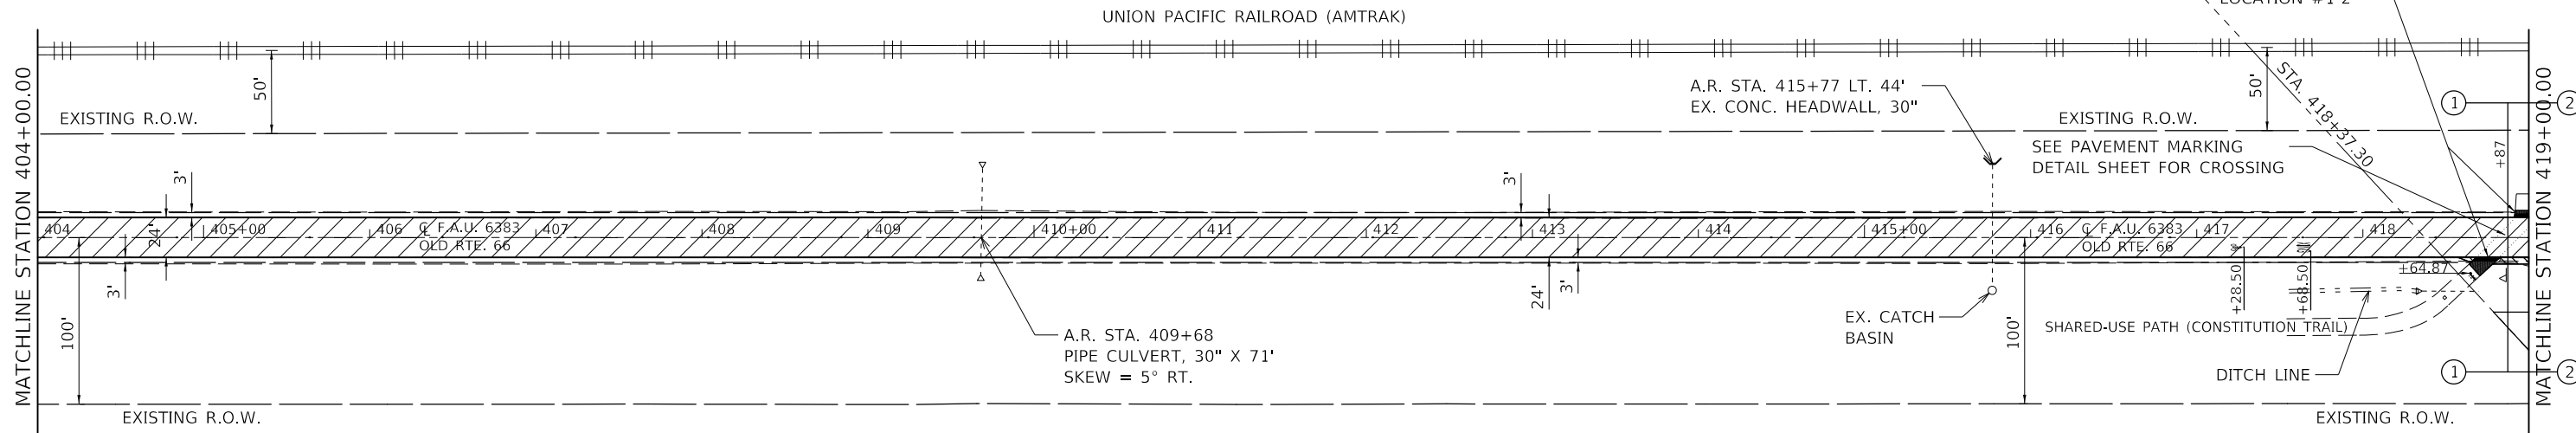 UNION PACIFIC RAILROAD (AMTRAK)
MATCHLINE STATION 404+00.00
50'
EXISTING R.O.W.
A.R. STA. 415+77 LT. 44'
EX. CONC. HEADWALL, 30"
STA. 418+37.30
50'
EXISTING R.O.W.
SEE PAVEMENT MARKING
DETAIL SHEET FOR CROSSING
1
2
+87
MATCHLINE STATION 419+00.00
3'
3'
404
24'
405+00
406
℄ F.A.U. 6383
OLD RTE. 66
407
408
409
410+00
411
412
413
414
415+00
416
℄ F.A.U. 6383
OLD RTE. 66
417
418
3'
100'
24'
3'
A.R. STA. 409+68
PIPE CULVERT, 30" X 71'
SKEW = 5° RT.
EX. CATCH
BASIN
100'
+28.50
+68.50
+64.87
SHARED-USE PATH (CONSTITUTION TRAIL)
DITCH LINE
1
2
EXISTING R.O.W.
EXISTING R.O.W.